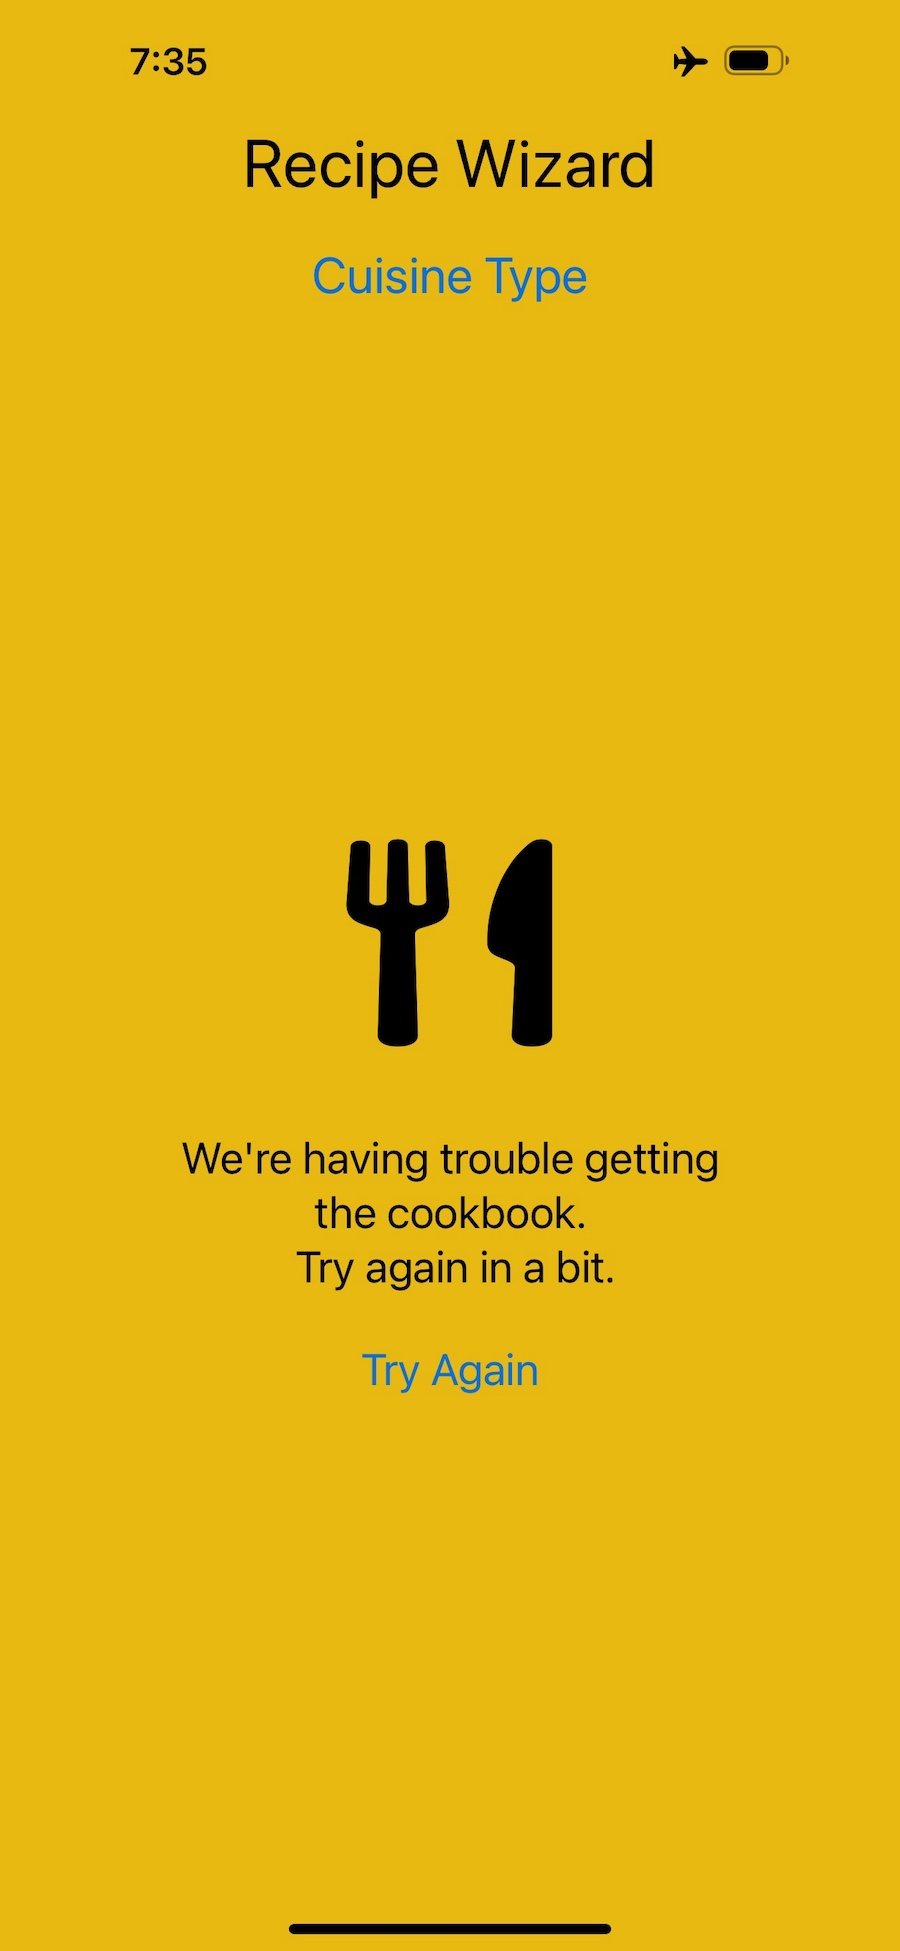 7:35
Recipe Wizard
Cuisine Type
We're having trouble getting
the cookbook.
Try again in a bit.
Try Again